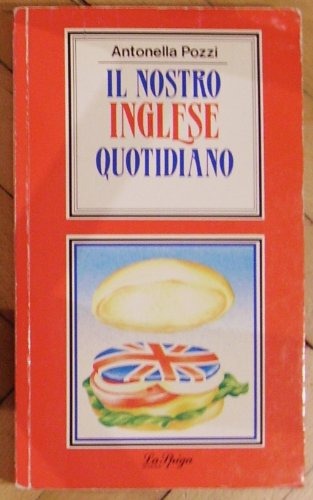 Antonella Pozzi
IL NOSTRO
INGLESE
QUOTIDIANO
La Spiga